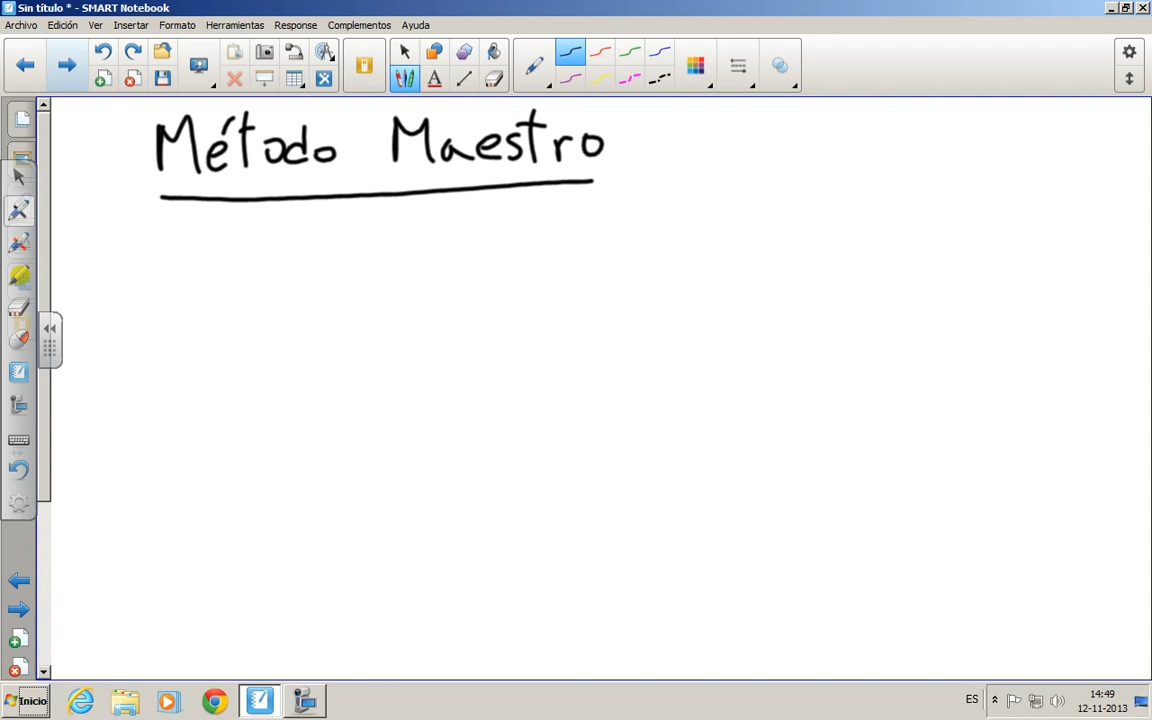 Sin título * - SMART Notebook
Archivo Edición Ver Insertar Formato Herramientas Response Complementos Ayuda
Método Maestro
Inicio
ES
14:49
12-11-2013